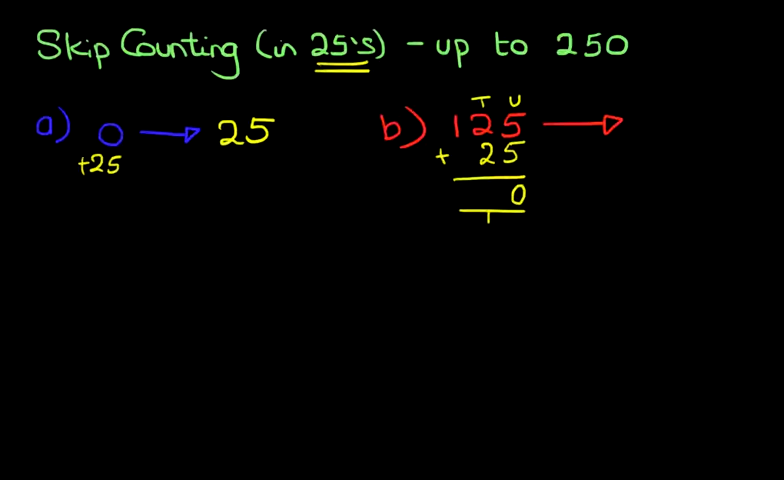 Skip Counting (in 25's) - up to 250
a) 0 → 25
+25
b) T U
125 →
+ 25
0
1